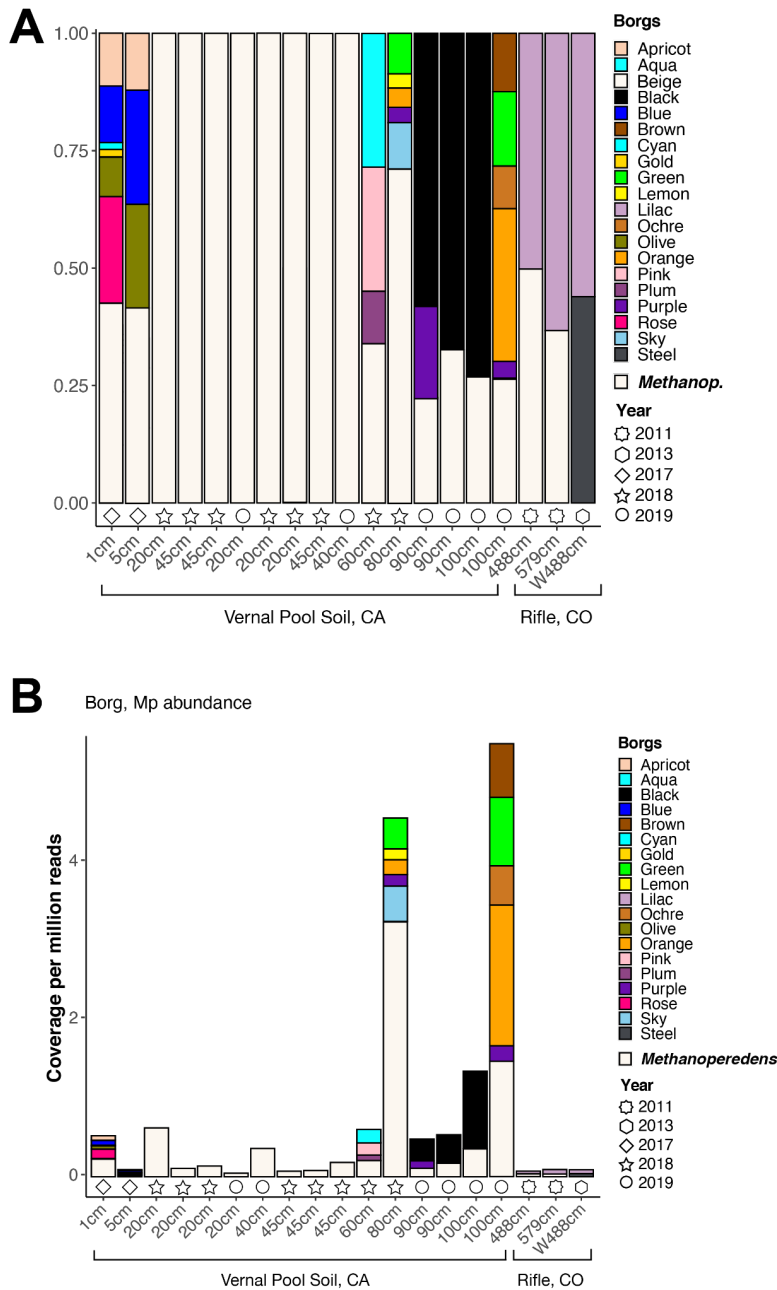 A
Borgs
1.00
0.75
0.50
0.25
0.00
Apricot
Aqua
Beige
Black
Blue
Brown
Cyan
Gold
Green
Lemon
Lilac
Ochre
Olive
Orange
Pink
Plum
Purple
Rose
Sky
Steel
Methanop.
Year
2011
2013
2017
2018
2019
1cm
5cm
20cm
45cm
45cm
20cm
20cm
20cm
45cm
40cm
60cm
80cm
90cm
90cm
100cm
100cm
488cm
579cm
W488cm
Vernal Pool Soil, CA
Rifle, CO
B
Borg, Mp abundance
Coverage per million reads
4
2
0
Borgs
Apricot
Aqua
Black
Blue
Brown
Cyan
Gold
Green
Lemon
Lilac
Ochre
Olive
Orange
Pink
Plum
Purple
Rose
Sky
Steel
Methanoperedens
Year
2011
2013
2017
2018
2019
1cm
5cm
20cm
20cm
20cm
20cm
40cm
45cm
45cm
45cm
60cm
80cm
90cm
90cm
100cm
100cm
488cm
579cm
W488cm
Vernal Pool Soil, CA
Rifle, CO